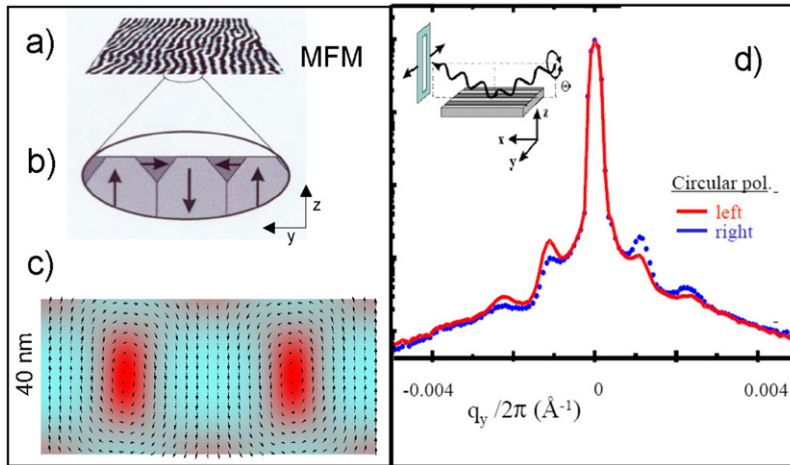 a)
MFM
b)
z
y
c)
40 nm
d)
Θ
z
x
y
Circular pol.
left
right
-0.004
0
0.004
q_y /2π (Å⁻¹)